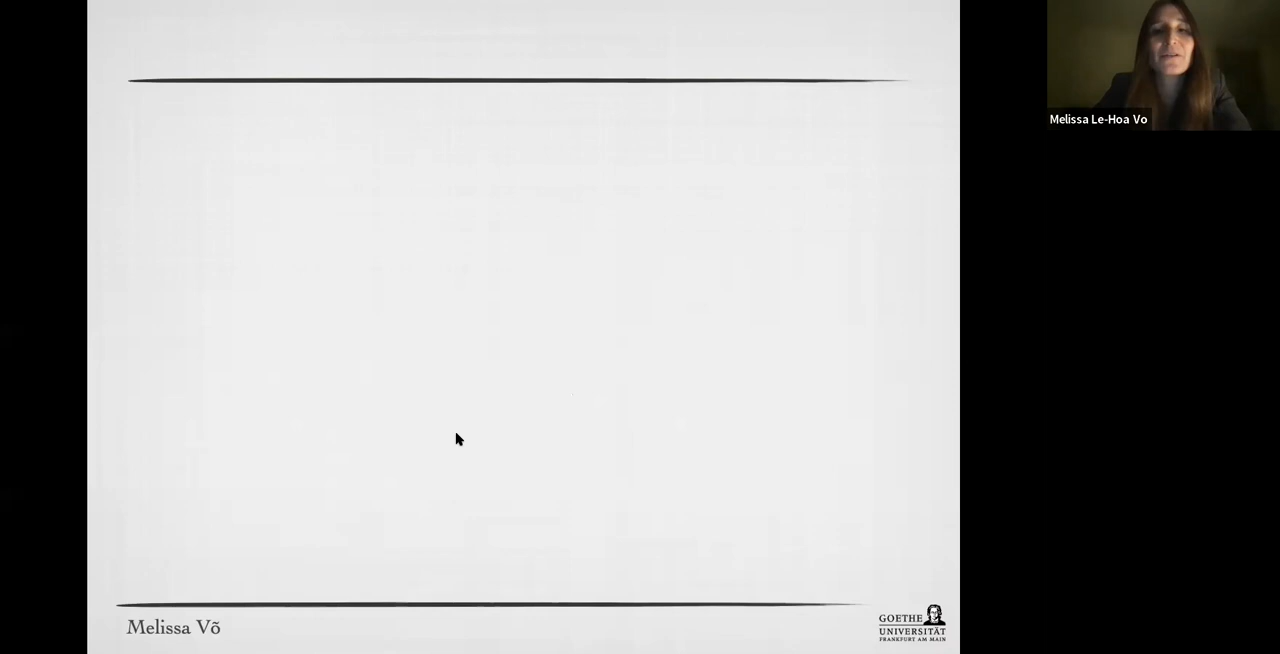 Melissa Le-Hoa Vo
Melissa Võ
GOETHE
UNIVERSITÄT
FRANKFURT AM MAIN